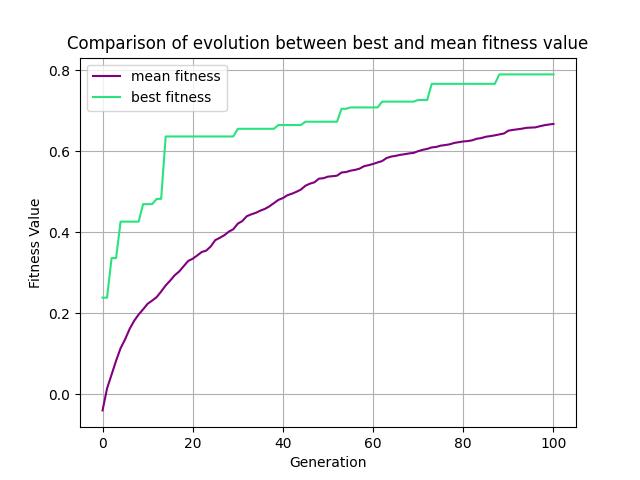 Comparison of evolution between best and mean fitness value
mean fitness
best fitness
Fitness Value
0.8
0.6
0.4
0.2
0.0
0 20 40 60 80 100
Generation